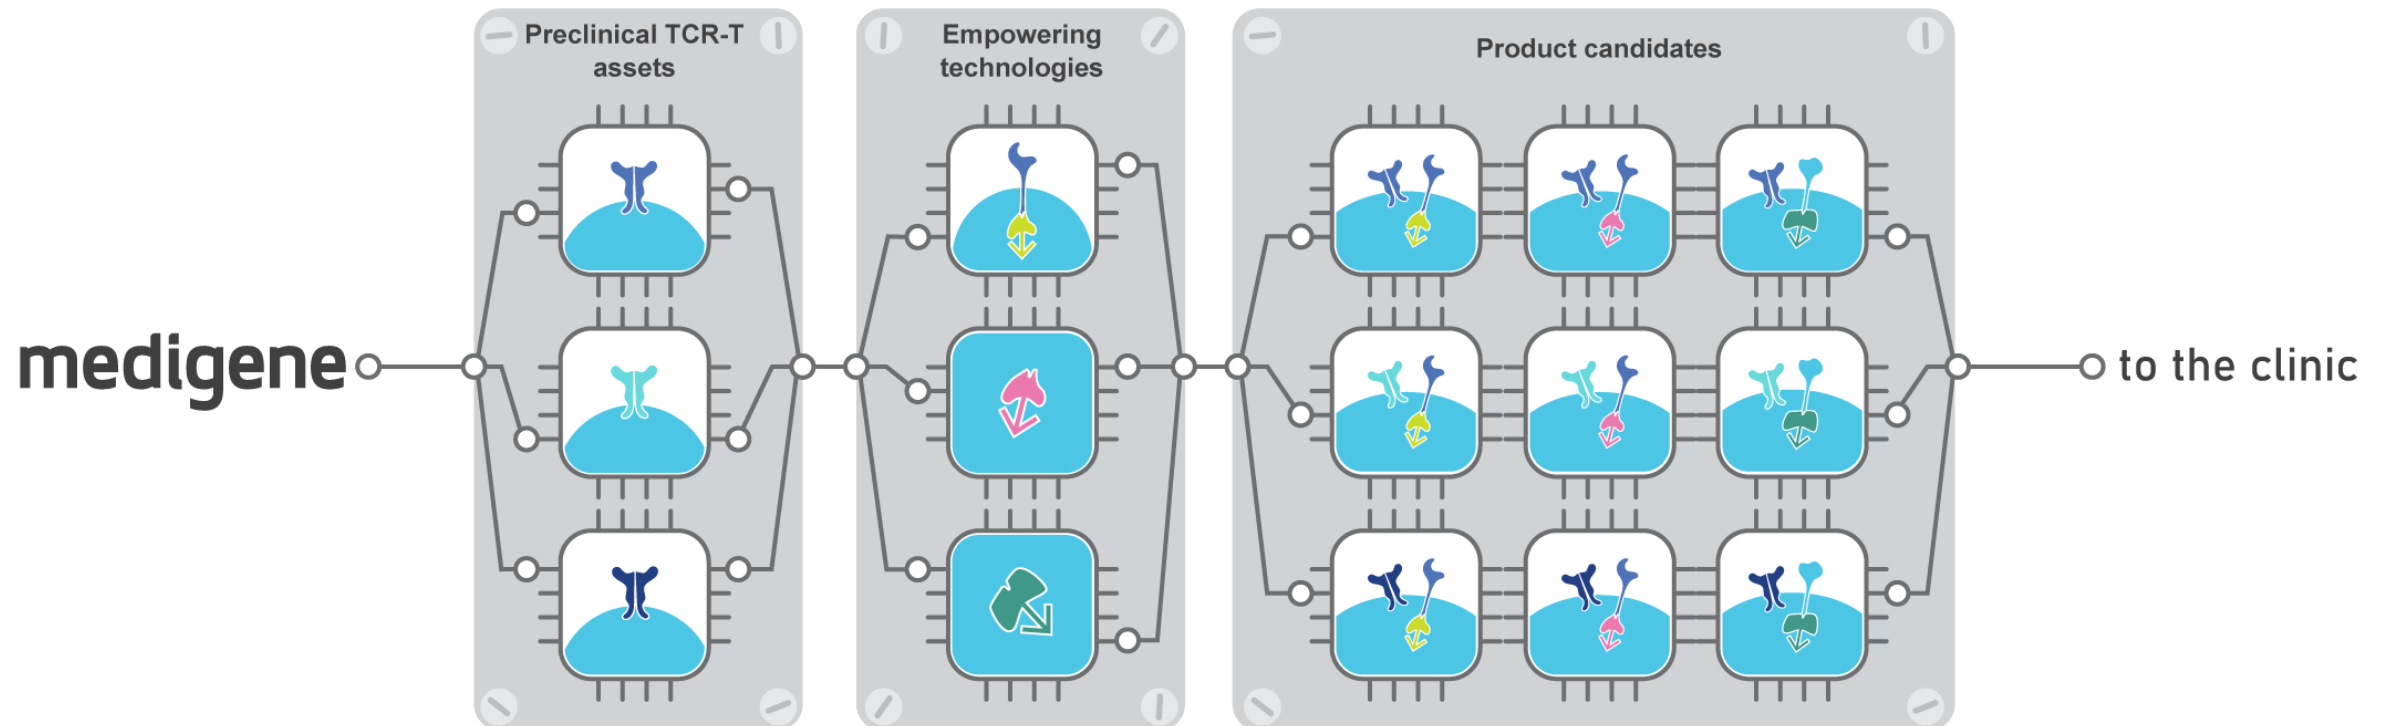 Preclinical TCR-T
assets
Empowering
technologies
Product candidates
medigene
to the clinic